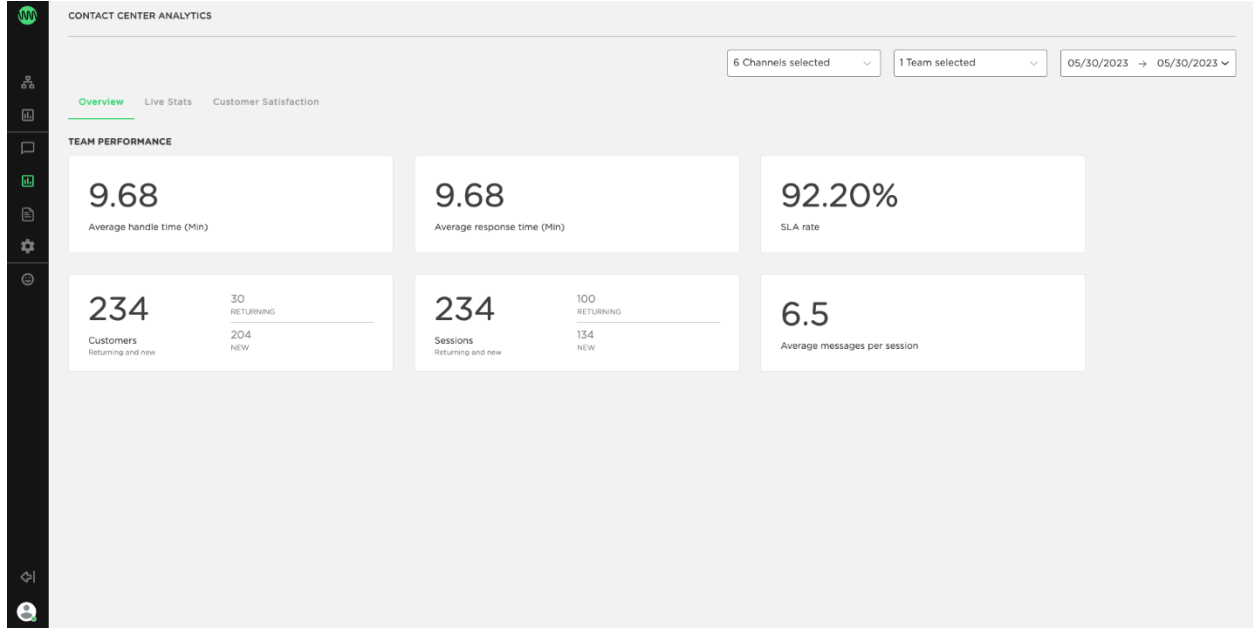 CONTACT CENTER ANALYTICS
6 Channels selected
1 Team selected
05/30/2023 → 05/30/2023
Overview Live Stats Customer Satisfaction
TEAM PERFORMANCE
9.68
Average handle time (Min)
9.68
Average response time (Min)
92.20%
SLA rate
234
Customers
Returning and new
30
RETURNING
204
NEW
234
Sessions
Returning and new
100
RETURNING
134
NEW
6.5
Average messages per session